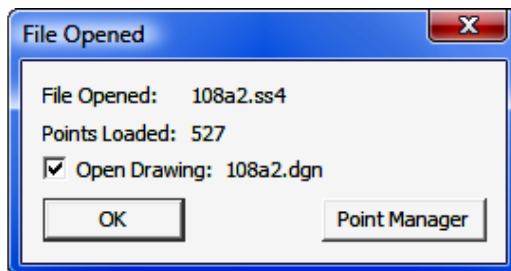 File Opened
File Opened: 108a2.ss4
Points Loaded: 527
Open Drawing: 108a2.dgn
OK Point Manager